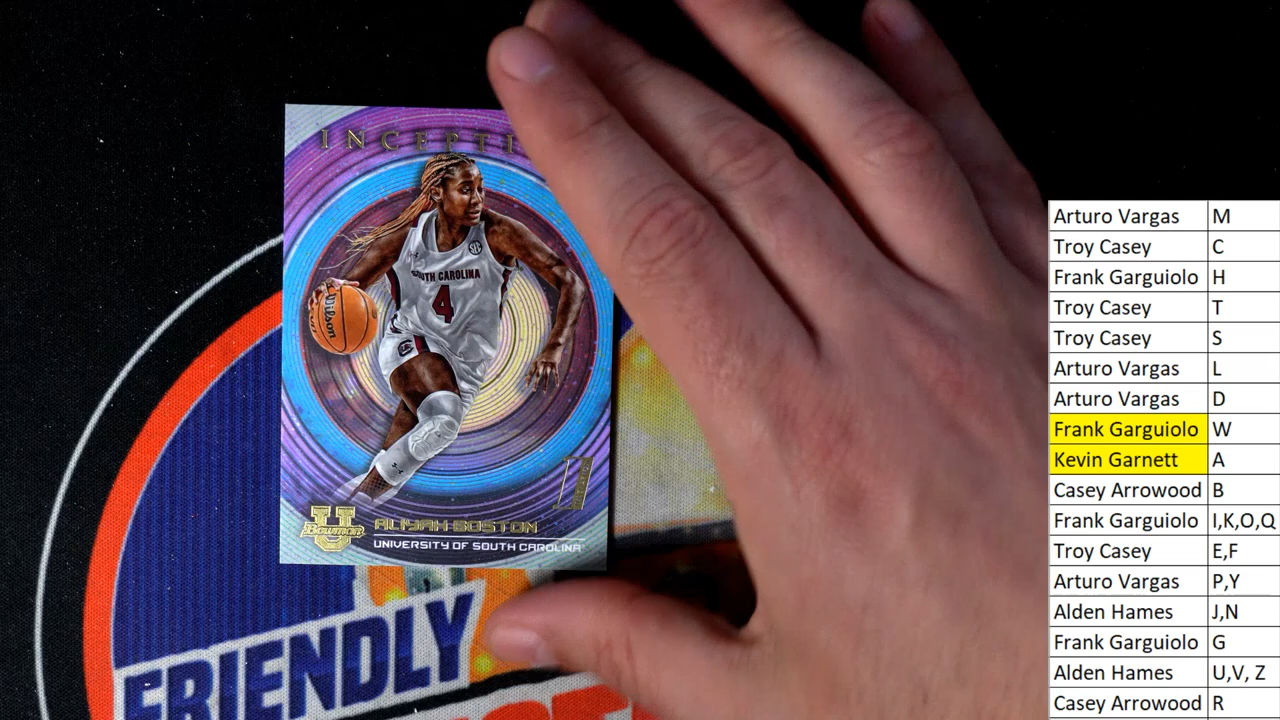 INCEPTI
Wilson
SEC
SOUTH CAROLINA
4
Bowman
U
ALIYAH BOSTON
UNIVERSITY OF SOUTH CAROLINA
FRIENDLY
Arturo Vargas M
Troy Casey C
Frank Garguiolo H
Troy Casey T
Troy Casey S
Arturo Vargas L
Arturo Vargas D
Frank Garguiolo W
Kevin Garnett A
Casey Arrowood B
Frank Garguiolo I,K,O,Q
Troy Casey E,F
Arturo Vargas P,Y
Alden Hames J,N
Frank Garguiolo G
Alden Hames U,V, Z
Casey Arrowood R